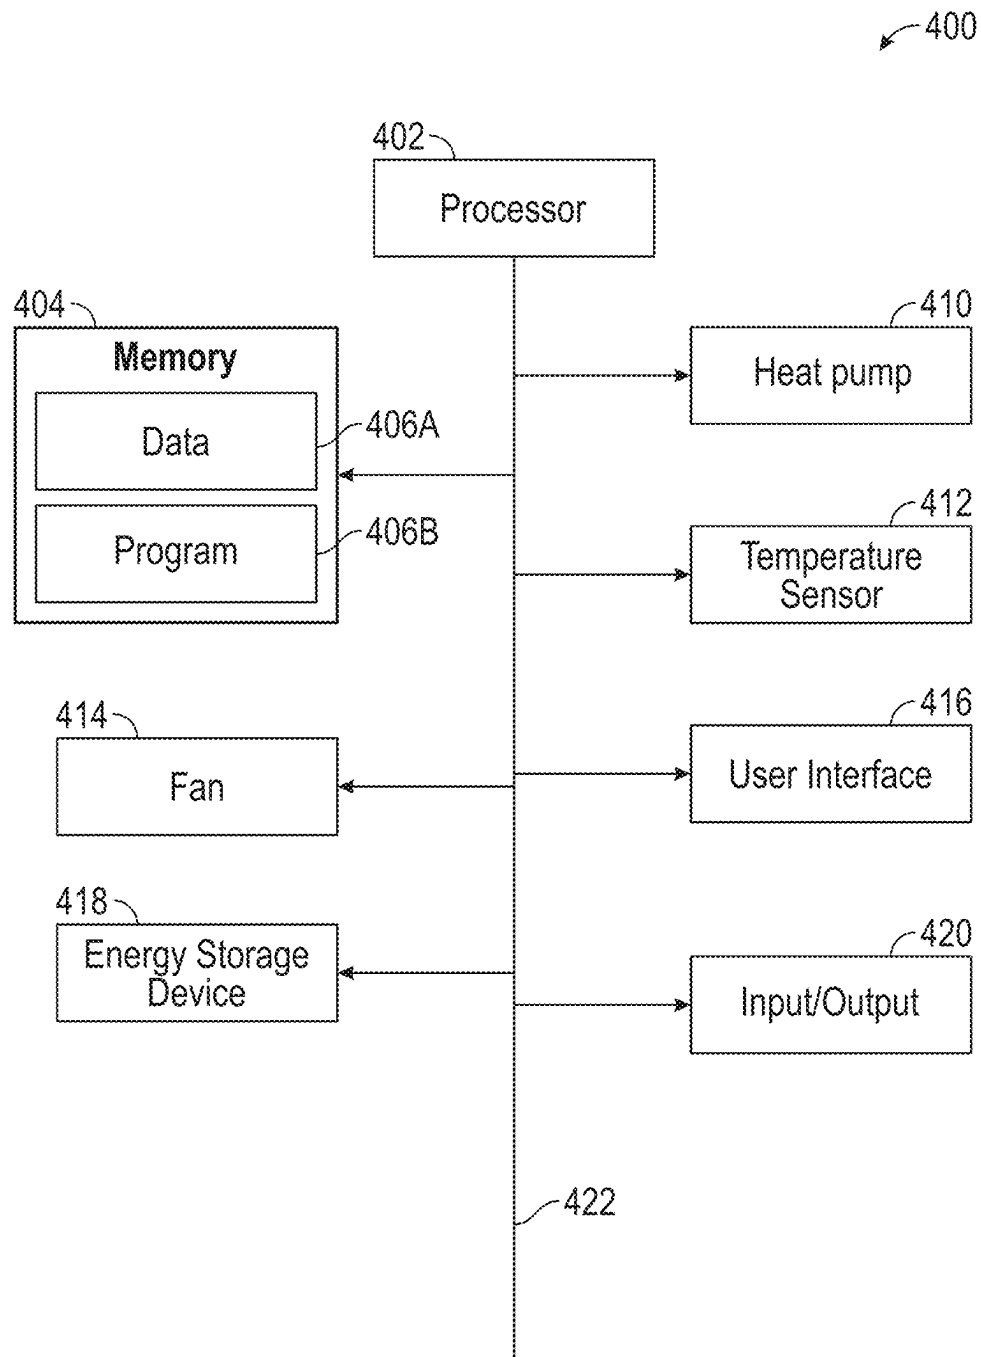 400
402
Processor
404
Memory
Data
406A
Program
406B
410
Heat pump
412
Temperature
Sensor
414
Fan
416
User Interface
418
Energy Storage
Device
420
Input/Output
422